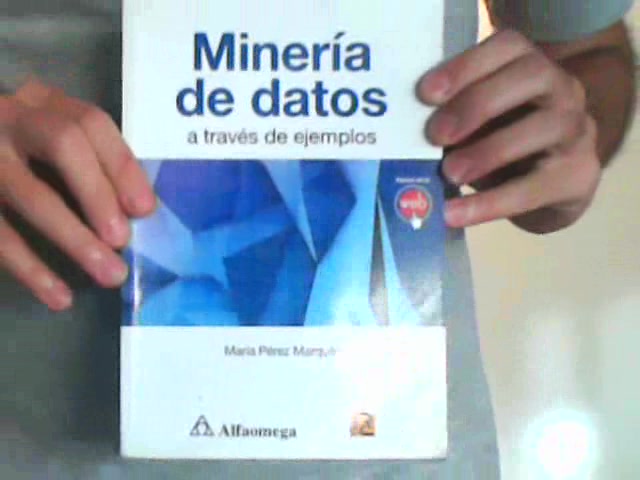 Minería
de datos
a través de ejemplos
web
María Pérez
Alfaomega